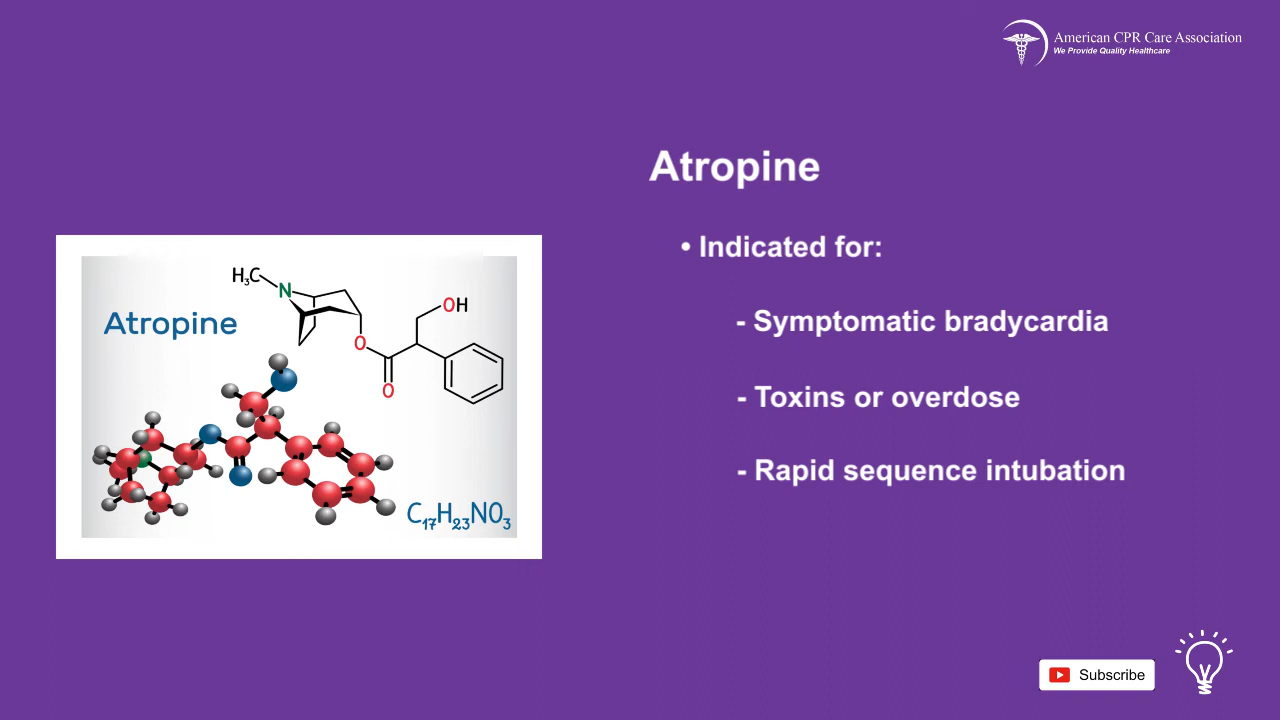 American CPR Care Association
We Provide Quality Healthcare
Atropine
• Indicated for:
- Symptomatic bradycardia
- Toxins or overdose
- Rapid sequence intubation
Atropine
H₃C
N
OH
O
O
C₁₇H₂₃NO₃
Subscribe